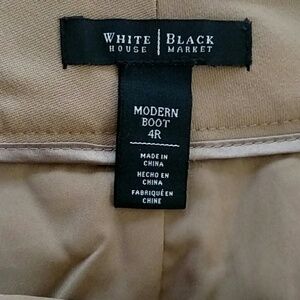 WHITE BLACK
HOUSE MARKET
MODERN
BOOT
4R
MADE IN
CHINA
HECHO EN
CHINA
FABRIQUÉ EN
CHINE